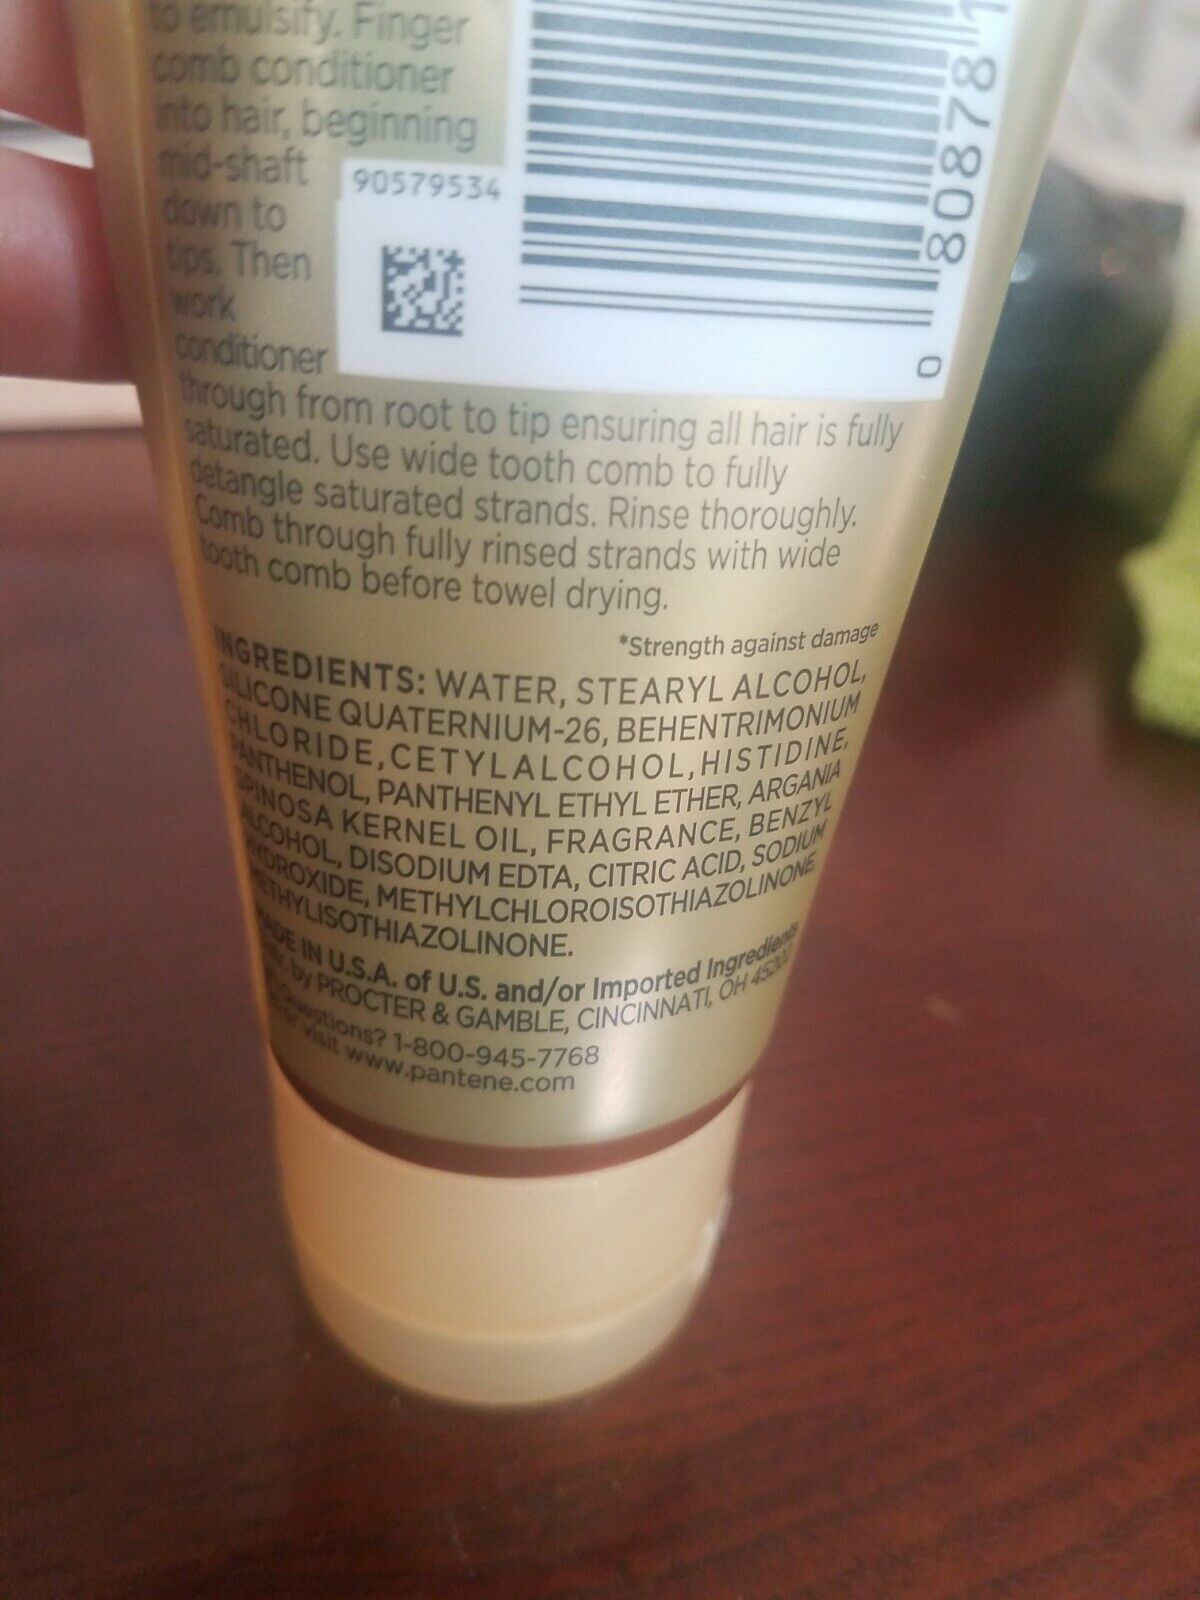 to emulsify. Finger
comb conditioner
into hair, beginning
mid-shaft
down to
tips. Then
work
conditioner
through from root to tip ensuring all hair is fully
saturated. Use wide tooth comb to fully
detangle saturated strands. Rinse thoroughly.
Comb through fully rinsed strands with wide
tooth comb before towel drying.
90579534
0 80878 1
*Strength against damage
INGREDIENTS: WATER, STEARYL ALCOHOL,
SILICONE QUATERNIUM-26, BEHENTRIMONIUM
CHLORIDE, CETYL ALCOHOL, HISTIDINE,
PANTHENOL, PANTHENYL ETHYL ETHER, ARGANIA
SPINOSA KERNEL OIL, FRAGRANCE, BENZYL
ALCOHOL, DISODIUM EDTA, CITRIC ACID, SODIUM
HYDROXIDE, METHYLCHLOROISOTHIAZOLINONE,
METHYLISOTHIAZOLINONE.
MADE IN U.S.A. of U.S. and/or Imported Ingredients
by PROCTER & GAMBLE, CINCINNATI, OH 45202
Questions? 1-800-945-7768
or visit www.pantene.com